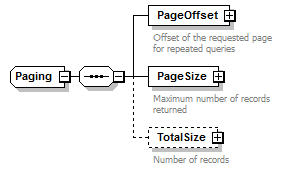 PageOffset
Offset of the requested page
for repeated queries
Paging
PageSize
Maximum number of records
returned
TotalSize
Number of records